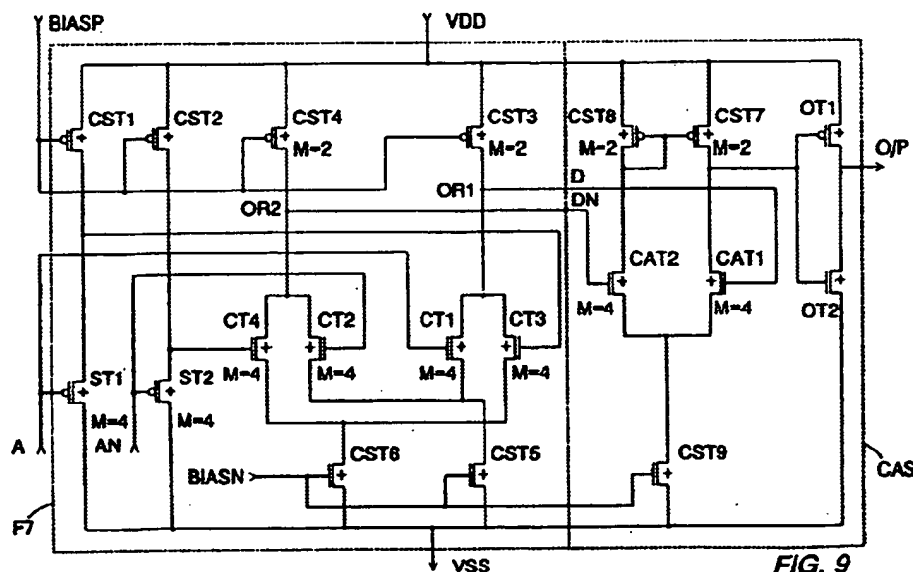 BIASP
VDD
CST1
CST2
CST4
CST3
CST8
CST7
OT1
M=2
M=2
M=2
M=2
O/P
OR2
OR1
D
DN
CAT2
CAT1
M=4
M=4
OT2
CT4
CT2
CT1
CT3
M=4
M=4
M=4
M=4
ST1
ST2
M=4
M=4
A
AN
BIASN
CST6
CST5
CST9
CAS
F7
VSS
FIG. 9